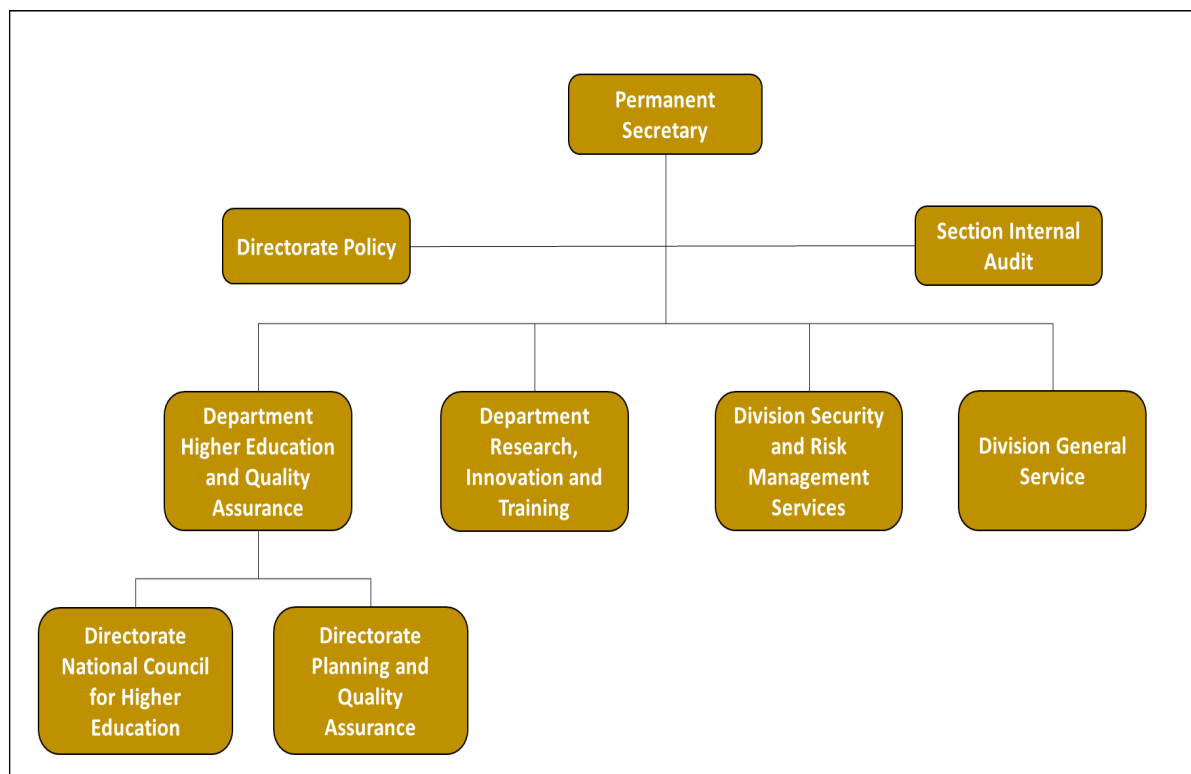 Permanent
Secretary
Directorate Policy
Section Internal
Audit
Department
Higher Education
and Quality
Assurance
Department
Research,
Innovation and
Training
Division Security
and Risk
Management
Services
Division General
Service
Directorate
National Council
for Higher
Education
Directorate
Planning and
Quality
Assurance